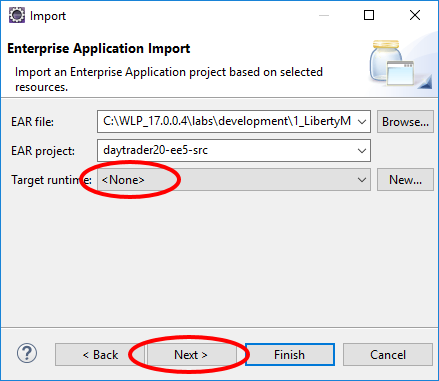 Import
Enterprise Application Import
Import an Enterprise Application project based on selected
resources.
EAR file: C:\WLP_17.0.0.4\labs\development\1_LibertyM Browse...
EAR project: daytrader20-ee5-src
Target runtime: <None> New...
? < Back Next > Finish Cancel